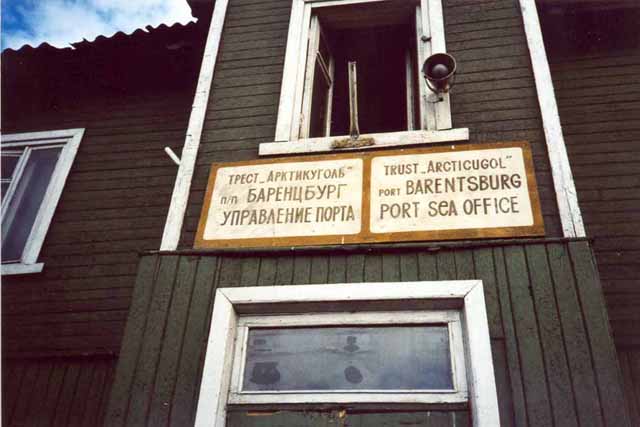 ТРЕСТ „АРКТИКУГОЛЬ"
п/п БАРЕНЦБУРГ
УПРАВЛЕНИЕ ПОРТА
TRUST „ARCTICUGOL"
PORT BARENTSBURG
PORT SEA OFFICE